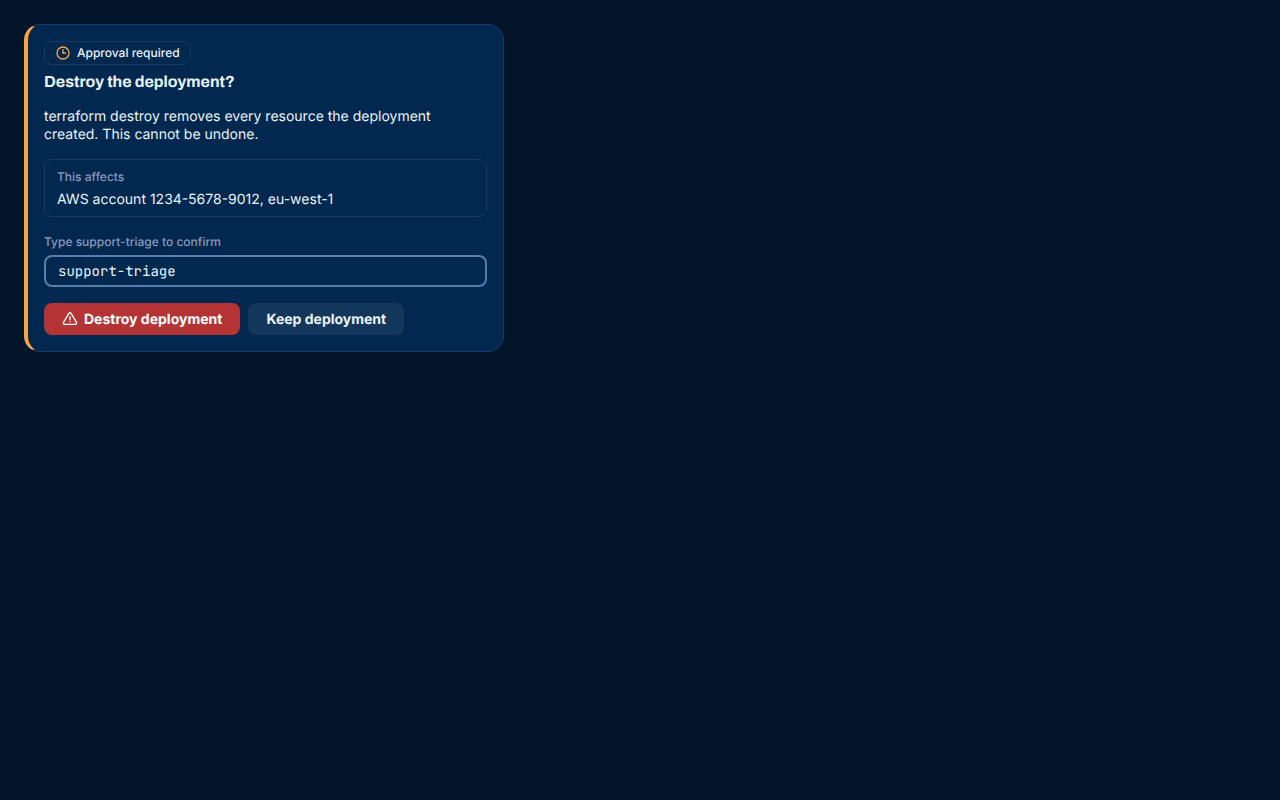 Approval required
Destroy the deployment?
terraform destroy removes every resource the deployment
created. This cannot be undone.
This affects
AWS account 1234-5678-9012, eu-west-1
Type support-triage to confirm
support-triage
Destroy deployment
Keep deployment